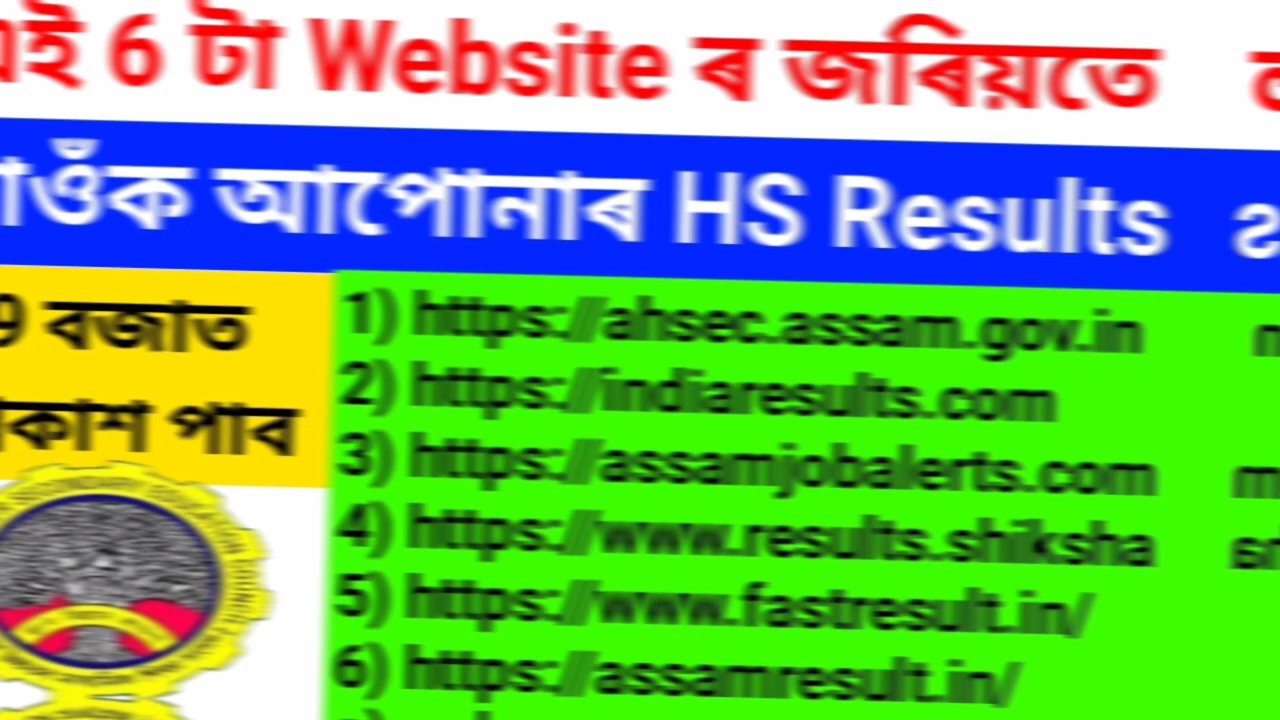 এই 6 টা Website ৰ জৰিয়তে
আপোনাৰ HS Results
9 বজাত
পাব
1) https://ahsec.assam.gov.in
2) https://indiaresults.com
3) https://assamjobalerts.com
4) https://www.results.shiksha
5) https://www.fastresult.in/
6) https://assamresult.in/